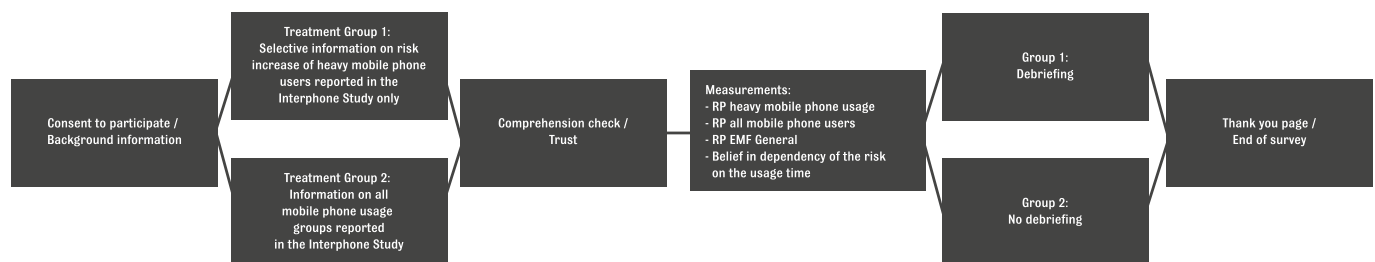 Consent to participate /
Background information
Treatment Group 1:
Selective information on risk
increase of heavy mobile phone
users reported in the
Interphone Study only
Treatment Group 2:
Information on all
mobile phone usage
groups reported
in the Interphone Study
Comprehension check /
Trust
Measurements:
- RP heavy mobile phone usage
- RP all mobile phone users
- RP EMF General
- Belief in dependency of the risk
on the usage time
Group 1:
Debriefing
Group 2:
No debriefing
Thank you page /
End of survey